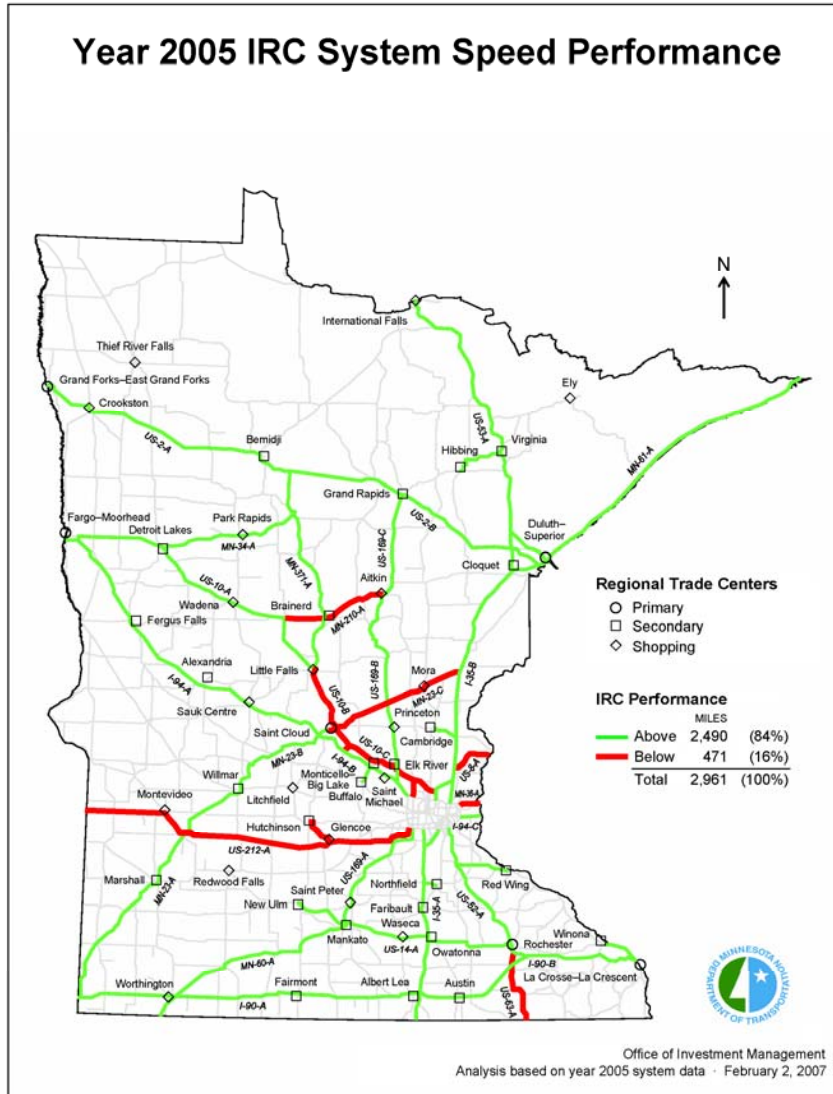 Year 2005 IRC System Speed Performance
N
International Falls
Thief River Falls
Grand Forks–East Grand Forks
Crookston
US-2-A
Bemidji
Ely
US-53-A
Virginia
Hibbing
MN-61-A
Grand Rapids
US-2-B
Fargo–Moorhead
Detroit Lakes
Park Rapids
MN-34-A
US-169-C
Duluth–
Superior
Cloquet
MN-371-A
Aitkin
US-10-A
Wadena
Brainerd
MN-210-A
Fergus Falls
Regional Trade Centers
Primary
Secondary
Shopping
Alexandria
Little Falls
I-94-A
US-10-B
US-169-B
Mora
MN-23-C
I-35-B
Sauk Centre
Saint Cloud
Princeton
Cambridge
IRC Performance
MILES
Above 2,490 (84%)
Below 471 (16%)
Total 2,961 (100%)
MN-23-B
I-94-B
US-10-C
Elk River
US-8-A
Willmar
Monticello–
Big Lake
Buffalo
Saint
Michael
Litchfield
MN-36-A
Montevideo
Hutchinson
Glencoe
I-94-C
US-212-A
Marshall
MN-23-A
Redwood Falls
US-169-A
Saint Peter
Northfield
I-35-A
Red Wing
New Ulm
Faribault
US-52-A
Waseca
Mankato
US-14-A
Owatonna
Rochester
Winona
I-90-B
La Crosse–La Crescent
MN-60-A
Worthington
I-90-A
Fairmont
Albert Lea
Austin
US-63-A
MINNESOTA DEPARTMENT OF TRANSPORTATION
Office of Investment Management
Analysis based on year 2005 system data · February 2, 2007